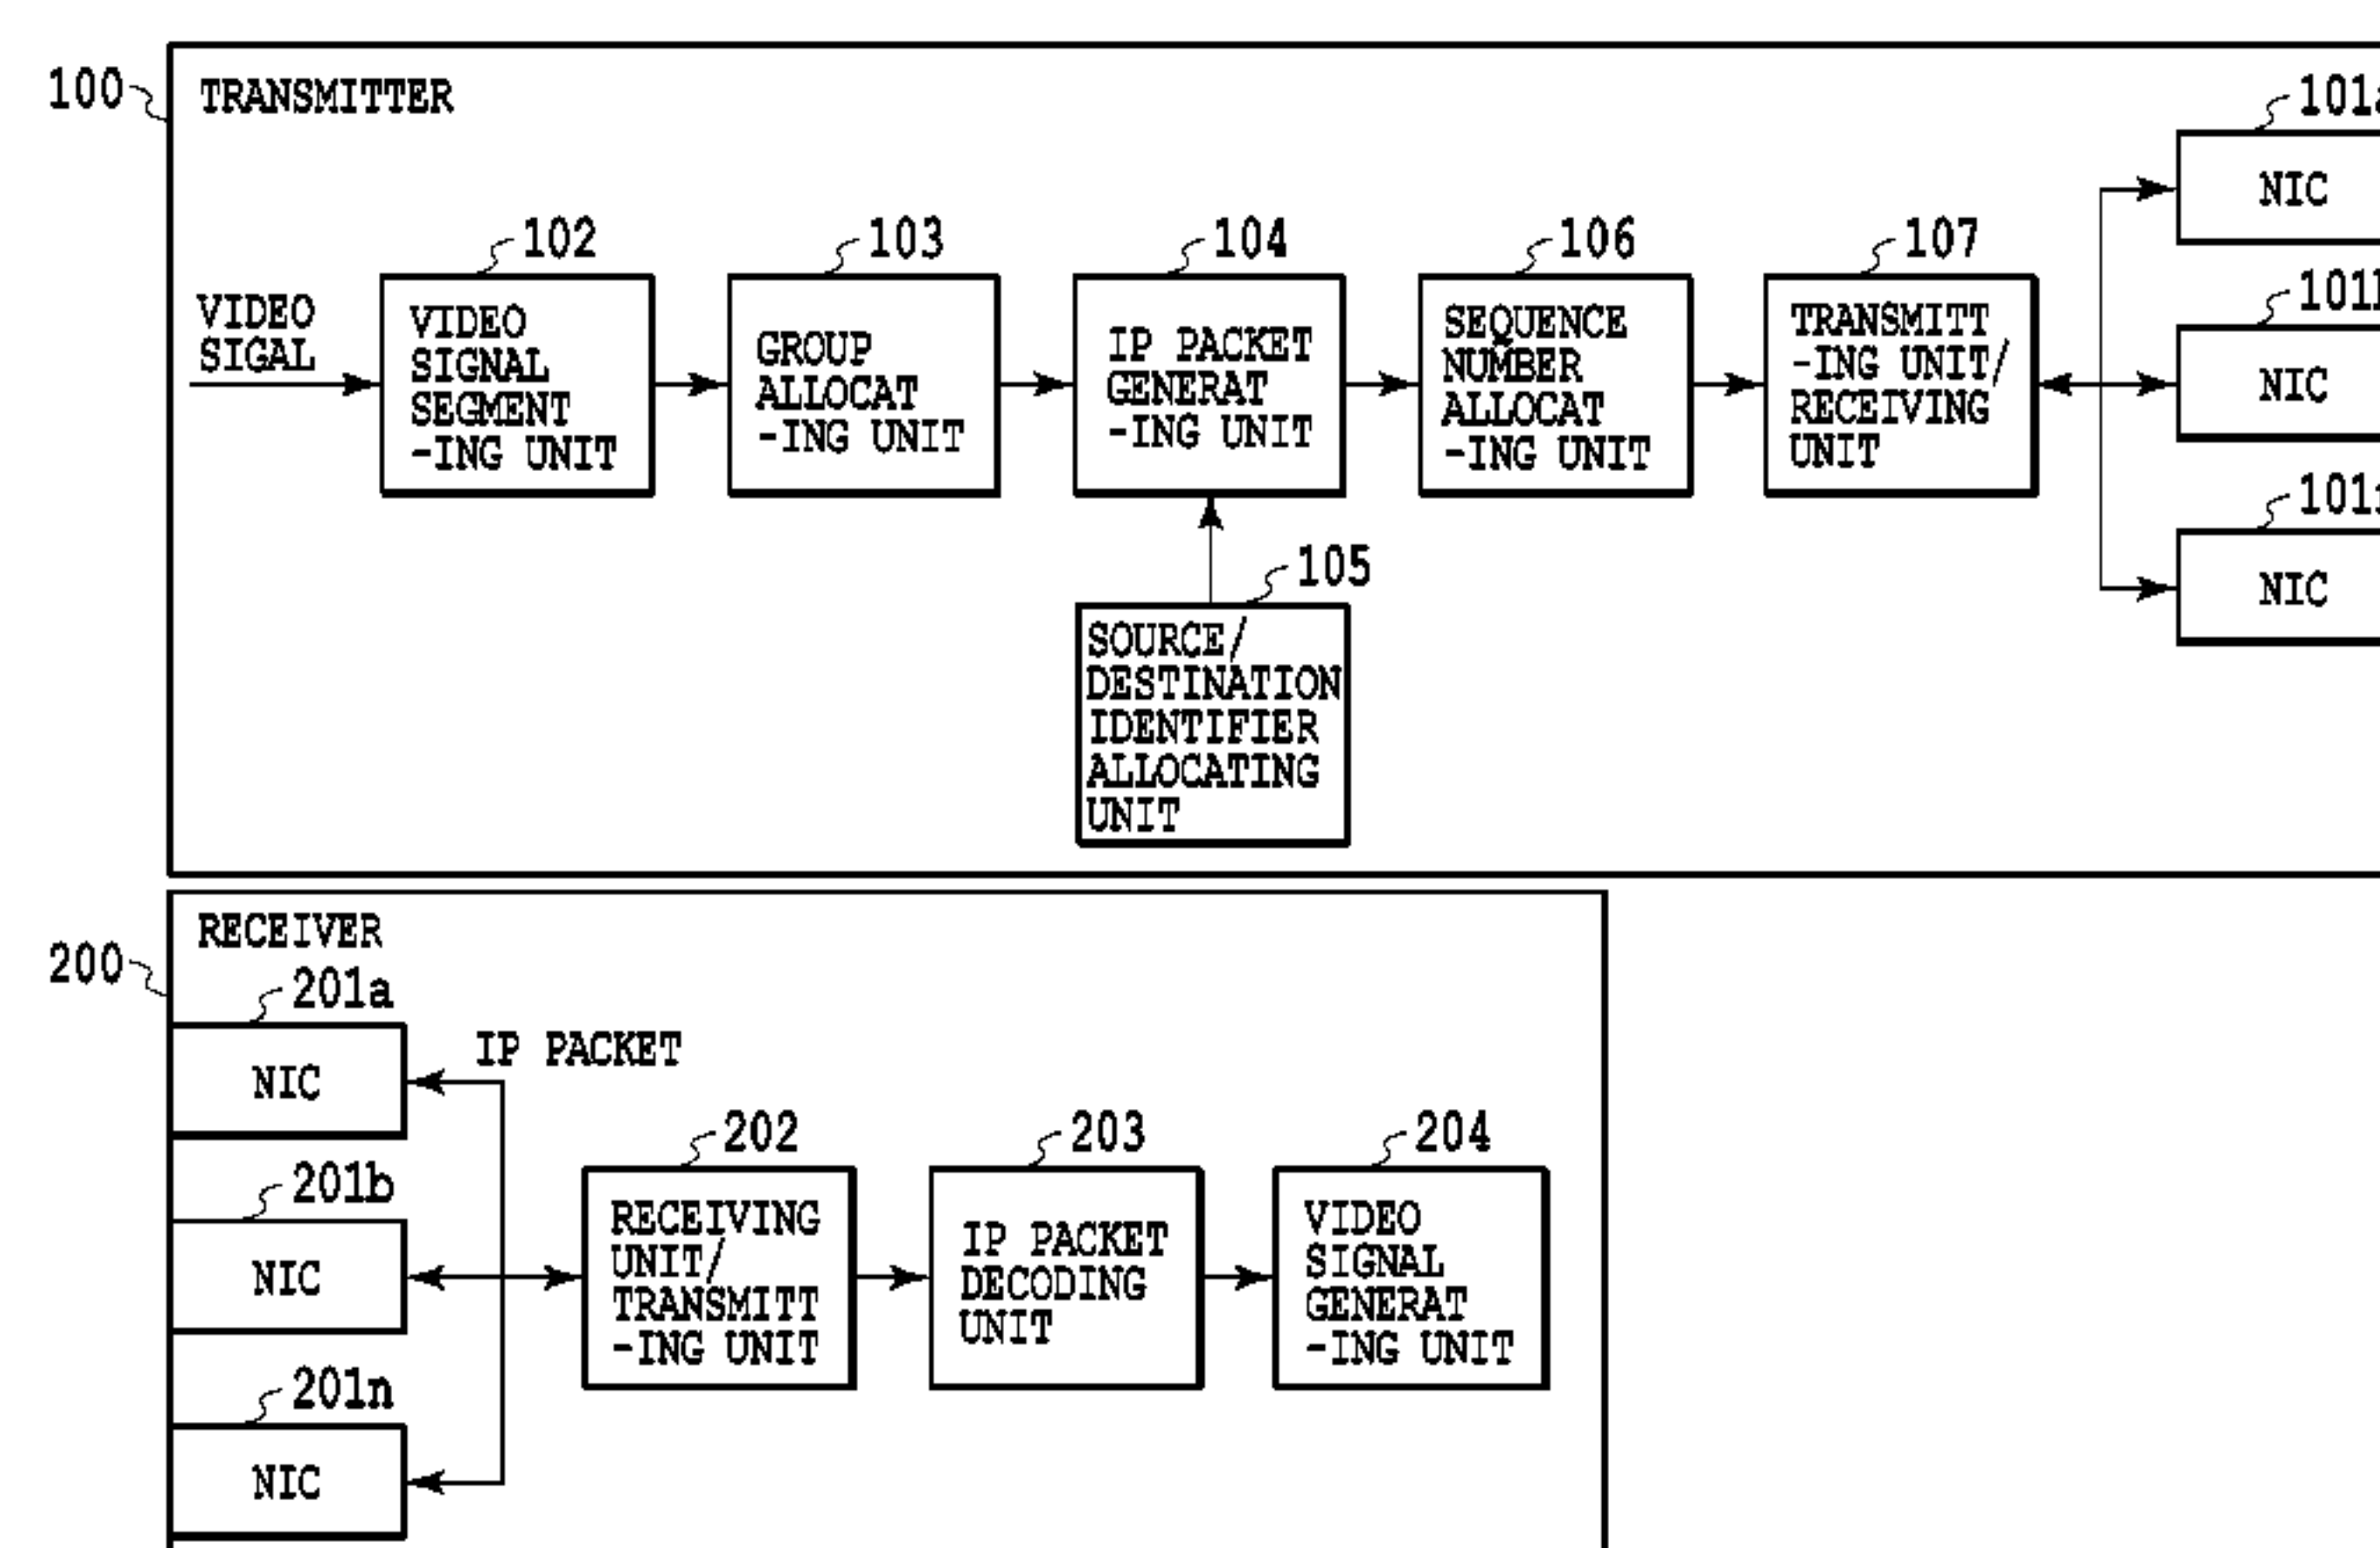 100
TRANSMITTER
VIDEO
SIGAL
102
VIDEO
SIGNAL
SEGMENT
-ING UNIT
103
GROUP
ALLOCAT
-ING UNIT
104
IP PACKET
GENERAT
-ING UNIT
106
SEQUENCE
NUMBER
ALLOCAT
-ING UNIT
107
TRANSMITT
-ING UNIT/
RECEIVING
UNIT
NIC
NIC
NIC
105
SOURCE/
DESTINATION
IDENTIFIER
ALLOCATING
UNIT
200
RECEIVER
201a
NIC
IP PACKET
201b
NIC
201n
NIC
202
RECEIVING
UNIT/
TRANSMITT
-ING UNIT
203
IP PACKET
DECODING
UNIT
204
VIDEO
SIGNAL
GENERAT
-ING UNIT